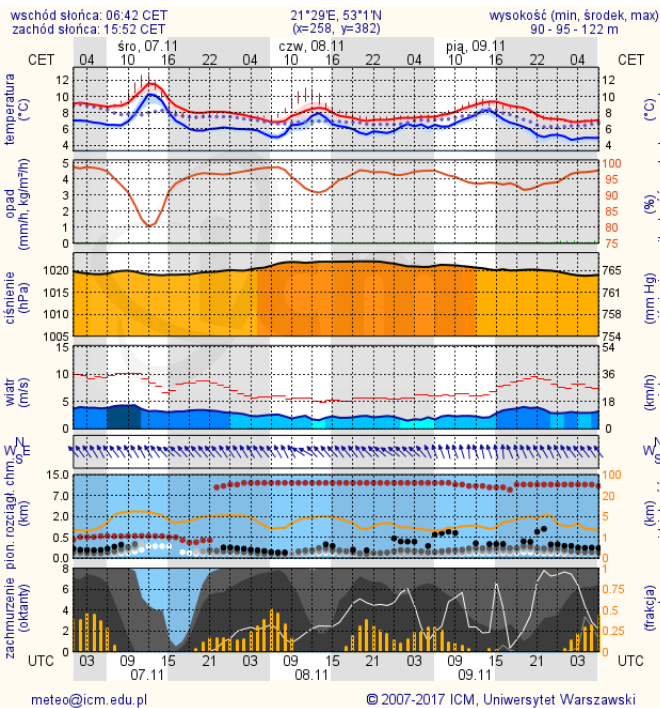 wschód słońca: 06:42 CET 21°29'E, 53°1'N wysokość (min, środek, max)
zachód słońca: 15:52 CET (x=258, y=382) 90 - 95 - 122 m
śro, 07.11 czw, 08.11 pią, 09.11
CET 04 10 16 22 04 10 16 22 04 10 16 22 04 CET
temperatura
(°C)
12 12
10 10
8 8
6 6
4 4
opad
(mm/h, kg/m²/h)
5 100
4 95
3 90
2 85
1 80
0 75
(%)
ciśnienie
(hPa)
1020 765
1015 761
1010 758
1005 754
(mm Hg)
wiatr
(m/s)
15 54
10 36
5 18
0 0
(km/h)
N
W E
S
pion. rozciągł. chm.
(km)
15.0 100
7.0 20
2.0 5
0.5 1
0.0 0
(km)
zachmurzenie
(oktanty)
8 1
6 0.75
4 0.5
2 0.25
0 0
(frakcja)
UTC 03 09 15 21 03 09 15 21 03 09 15 21 03 UTC
07.11 08.11 09.11
meteo@icm.edu.pl © 2007-2017 ICM, Uniwersytet Warszawski